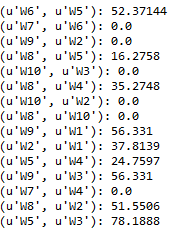 (u'W6', u'W5'): 52.37144
(u'W7', u'W6'): 0.0
(u'W9', u'W2'): 0.0
(u'W8', u'W5'): 16.2758
(u'W10', u'W3'): 0.0
(u'W8', u'W4'): 35.2748
(u'W10', u'W2'): 0.0
(u'W8', u'W10'): 0.0
(u'W9', u'W1'): 56.331
(u'W2', u'W1'): 37.8139
(u'W5', u'W4'): 24.7597
(u'W9', u'W3'): 56.331
(u'W7', u'W4'): 0.0
(u'W8', u'W2'): 51.5506
(u'W5', u'W3'): 78.1888